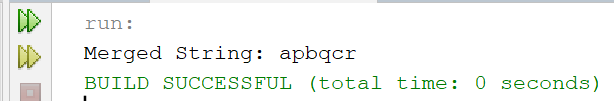 run:
Merged String: apbqcr
BUILD SUCCESSFUL (total time: 0 seconds)